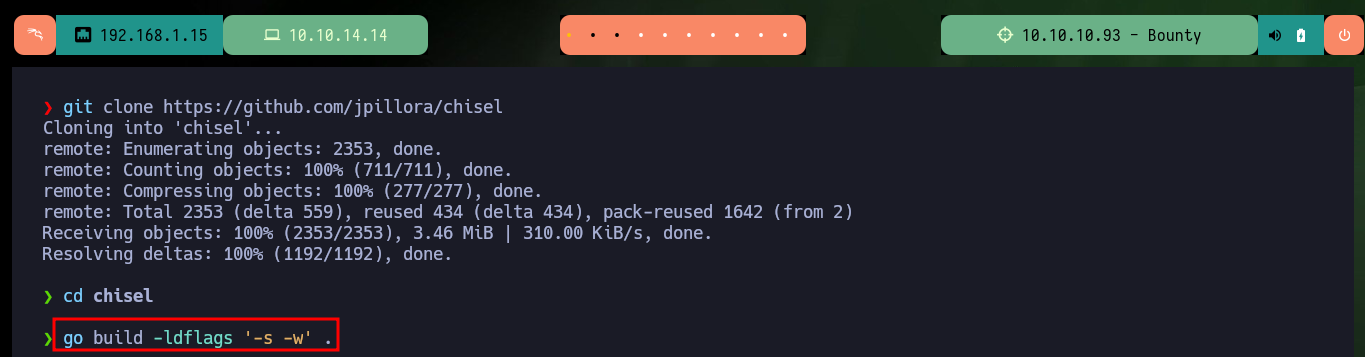 192.168.1.15 10.10.14.14 10.10.10.93 - Bounty
❯ git clone https://github.com/jpillora/chisel
Cloning into 'chisel'...
remote: Enumerating objects: 2353, done.
remote: Counting objects: 100% (711/711), done.
remote: Compressing objects: 100% (277/277), done.
remote: Total 2353 (delta 559), reused 434 (delta 434), pack-reused 1642 (from 2)
Receiving objects: 100% (2353/2353), 3.46 MiB | 310.00 KiB/s, done.
Resolving deltas: 100% (1192/1192), done.
❯ cd chisel
❯ go build -ldflags '-s -w' .